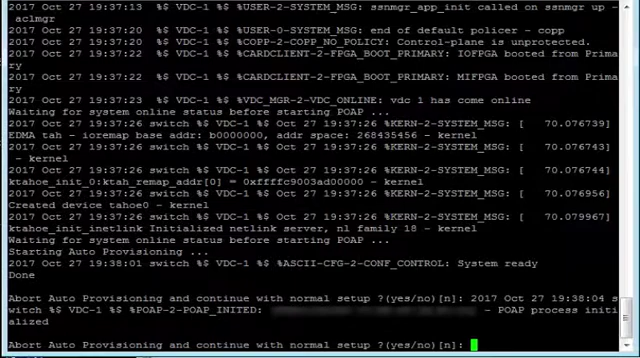 2017 Oct 27 19:37:13  %$ VDC-1 %$ %USER-2-SYSTEM_MSG: ssnmgr_app_init called on ssnmgr up -
aclmgr
2017 Oct 27 19:37:20  %$ VDC-1 %$ %USER-0-SYSTEM_MSG: end of default policer - copp
2017 Oct 27 19:37:20  %$ VDC-1 %$ %COPP-2-COPP_NO_POLICY: Control-plane is unprotected.
2017 Oct 27 19:37:22  %$ VDC-1 %$ %CARDCLIENT-2-FPGA_BOOT_PRIMARY: IOFPGA booted from Prima
ry
2017 Oct 27 19:37:22  %$ VDC-1 %$ %CARDCLIENT-2-FPGA_BOOT_PRIMARY: MIFPGA booted from Prima
ry
2017 Oct 27 19:37:23  %$ VDC-1 %$ %VDC_MGR-2-VDC_ONLINE: vdc 1 has come online
Waiting for system online status before starting POAP ...
2017 Oct 27 19:37:26 switch %$ VDC-1 %$ Oct 27 19:37:26 %KERN-2-SYSTEM_MSG: [   70.076739]
EDMA tah - ioremap base addr: b0000000, addr space: 268435456 - kernel
2017 Oct 27 19:37:26 switch %$ VDC-1 %$ Oct 27 19:37:26 %KERN-2-SYSTEM_MSG: [   70.076743]
- kernel
2017 Oct 27 19:37:26 switch %$ VDC-1 %$ Oct 27 19:37:26 %KERN-2-SYSTEM_MSG: [   70.076744]
ktahoe_init_0:ktah_remap_addr[0] = 0xffffc9003ad00000 - kernel
2017 Oct 27 19:37:26 switch %$ VDC-1 %$ Oct 27 19:37:26 %KERN-2-SYSTEM_MSG: [   70.076956]
Created device tahoe0 - kernel
2017 Oct 27 19:37:26 switch %$ VDC-1 %$ Oct 27 19:37:26 %KERN-2-SYSTEM_MSG: [   70.079967]
ktahoe_init_inetlink Initialized netlink server, nl family 18 - kernel
Waiting for system online status before starting POAP ...
Starting Auto Provisioning ...
2017 Oct 27 19:38:01 switch %$ VDC-1 %$ %ASCII-CFG-2-CONF_CONTROL: System ready
Done
Abort Auto Provisioning and continue with normal setup ?(yes/no)[n]: 2017 Oct 27 19:38:04 s
witch %$ VDC-1 %$ %POAP-2-POAP_INITED: - POAP process initi
alized
Abort Auto Provisioning and continue with normal setup ?(yes/no)[n]: